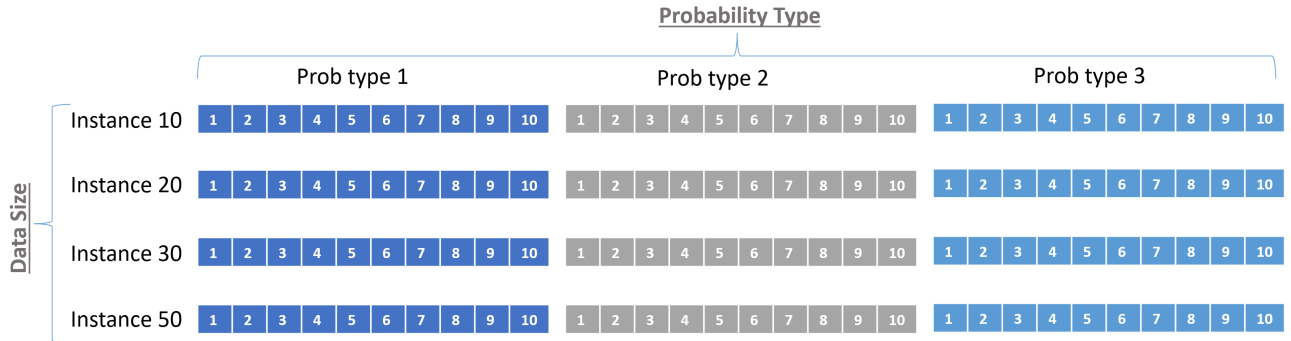 Probability Type
Prob type 1 Prob type 2 Prob type 3
Data Size
Instance 10 1 2 3 4 5 6 7 8 9 10 1 2 3 4 5 6 7 8 9 10 1 2 3 4 5 6 7 8 9 10
Instance 20 1 2 3 4 5 6 7 8 9 10 1 2 3 4 5 6 7 8 9 10 1 2 3 4 5 6 7 8 9 10
Instance 30 1 2 3 4 5 6 7 8 9 10 1 2 3 4 5 6 7 8 9 10 1 2 3 4 5 6 7 8 9 10
Instance 50 1 2 3 4 5 6 7 8 9 10 1 2 3 4 5 6 7 8 9 10 1 2 3 4 5 6 7 8 9 10